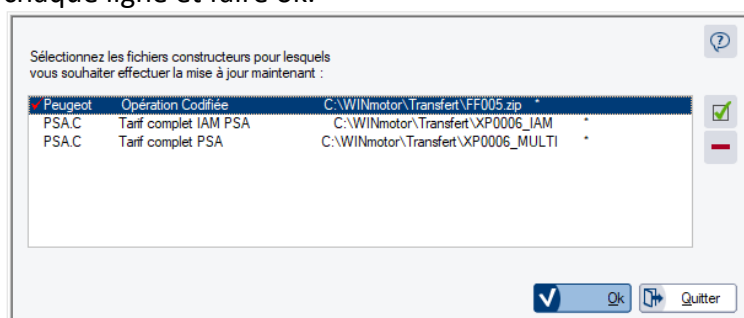 chaque ligne et faire ok.
Sélectionnez les fichiers constructeurs pour lesquels
vous souhaiter effectuer la mise à jour maintenant :
Peugeot Opération Codifiée C:\WINmotor\Transfert\FF005.zip *
PSA.C Tarif complet IAM PSA C:\WINmotor\Transfert\XP0006_IAM *
PSA.C Tarif complet PSA C:\WINmotor\Transfert\XP0006_MULTI *
Ok Quitter